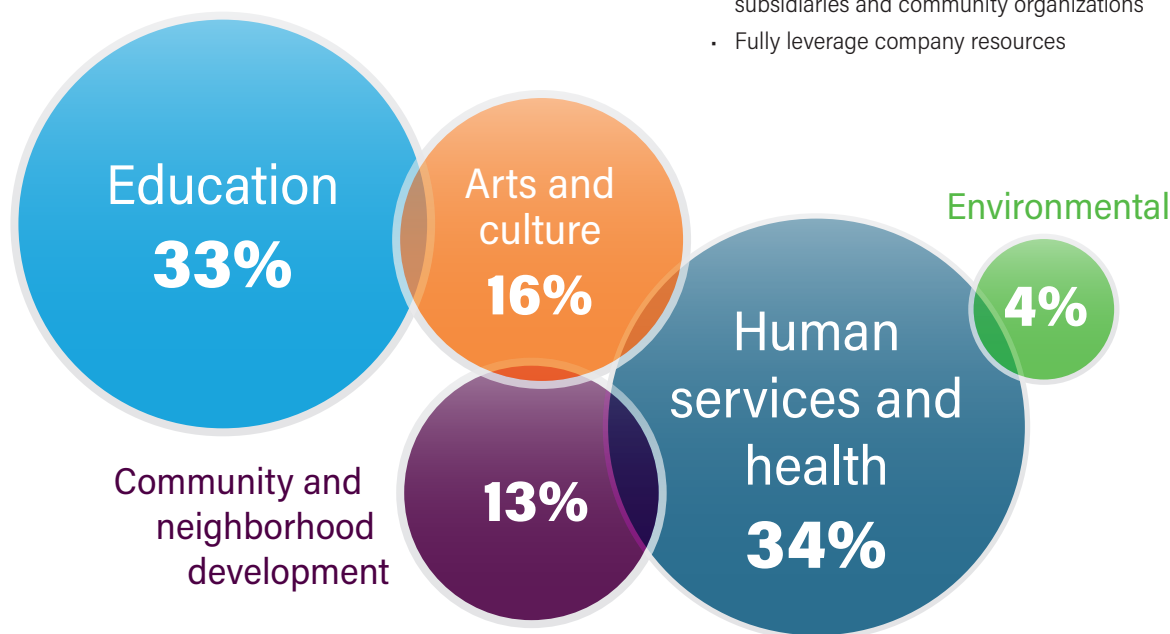 subsidiaries and community organizations
· Fully leverage company resources
Education
33%
Arts and
culture
16%
Environmental
4%
Human
services and
health
34%
Community and
neighborhood
development
13%